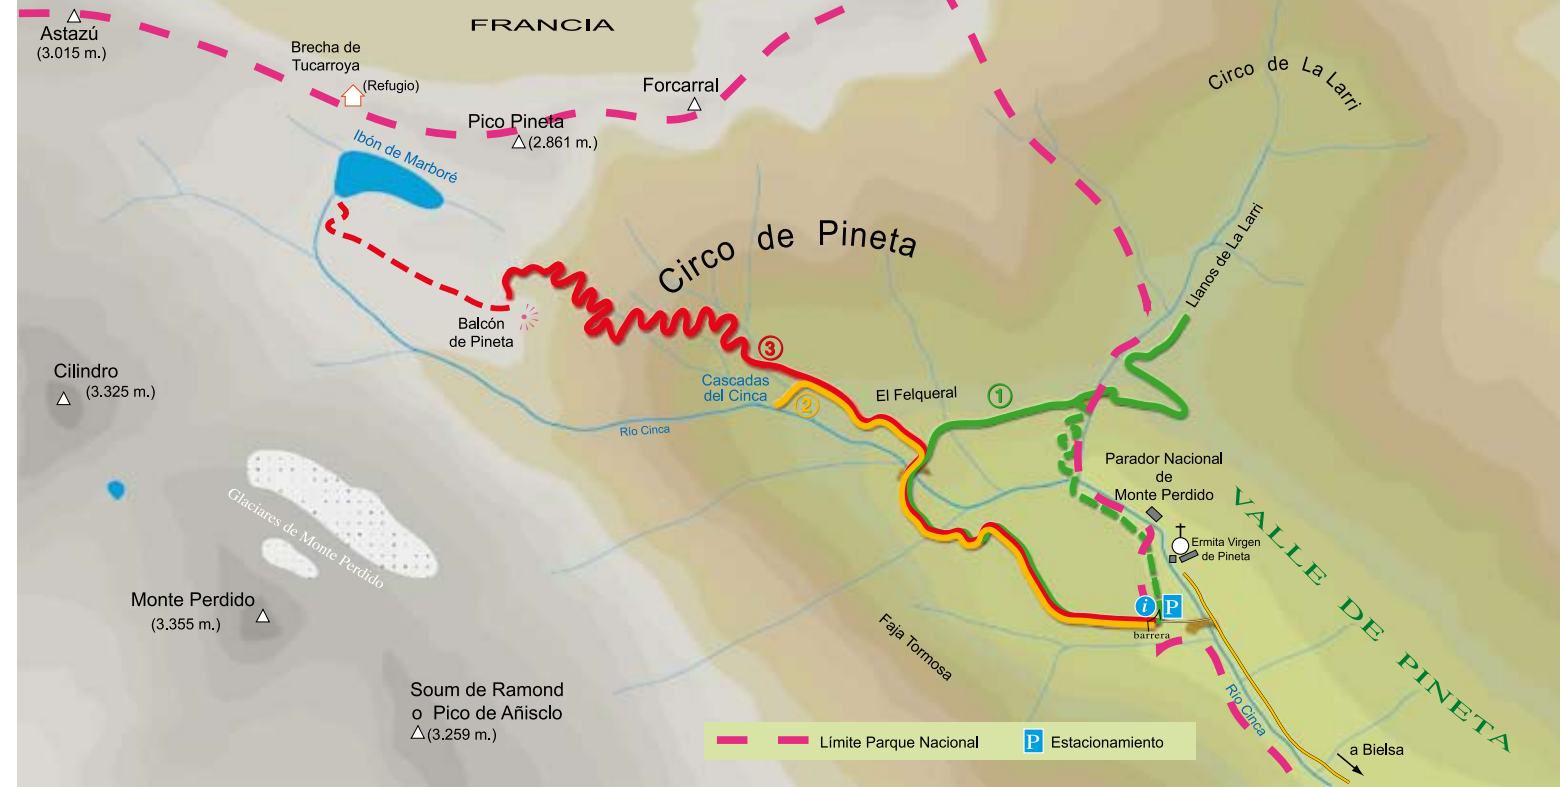 FRANCIA
Astazú
(3.015 m.)
Brecha de
Tucarroya
(Refugio)
Forcarral
Pico Pineta
(2.861 m.)
Ibón de Marboré
Circo de La Larri
Circo de Pineta
Llanos de La Larri
Balcón
de Pineta
3
Cilindro
(3.325 m.)
Cascadas
del Cinca
2
El Felqueral
1
Río Cinca
Parador Nacional
de
Monte Perdido
Glaciares de Monte Perdido
VALLE DE PINETA
Ermita Virgen
de Pineta
Monte Perdido
(3.355 m.)
i
P
barrera
Faja Tormosa
Soum de Ramond
o Pico de Añisclo
(3.259 m.)
Río Cinca
Límite Parque Nacional
P Estacionamiento
a Bielsa